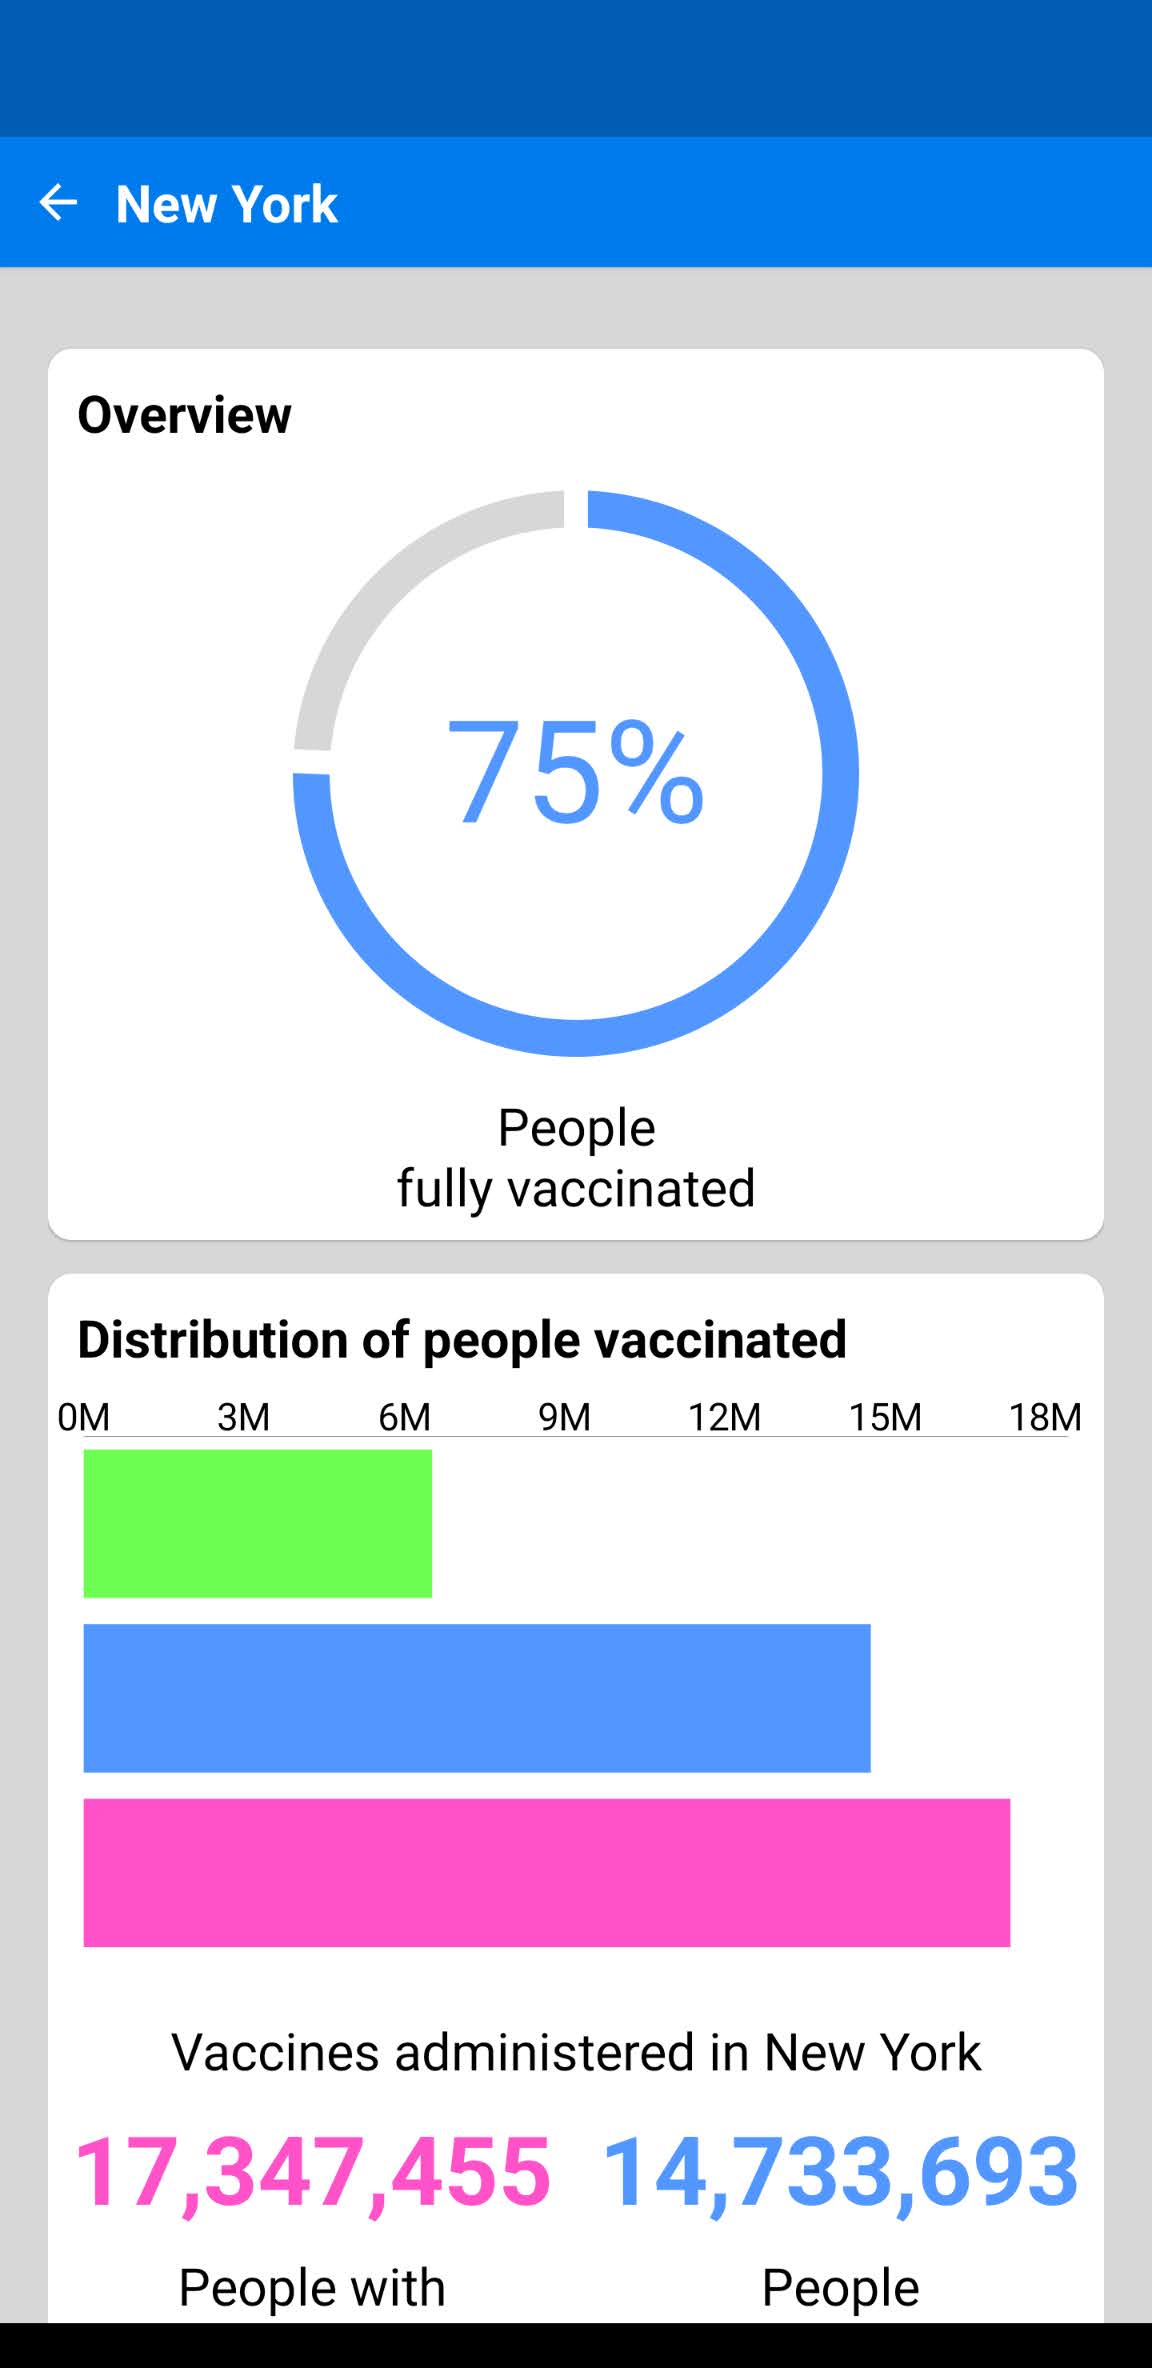 New York
Overview
75%
People
fully vaccinated
Distribution of people vaccinated
0M 3M 6M 9M 12M 15M 18M
Vaccines administered in New York
17,347,455 14,733,693
People with People